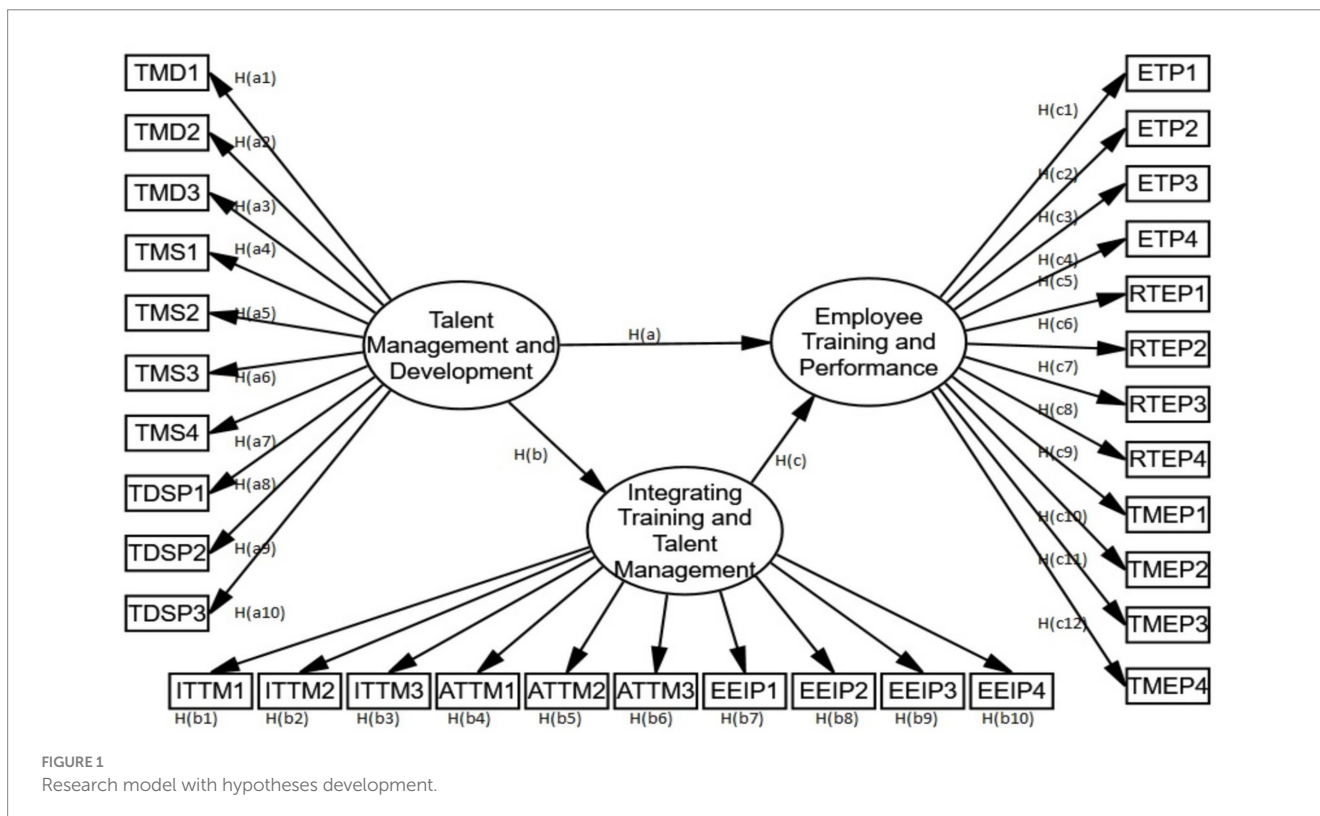 TMD1
H(a1)
TMD2
H(a2)
TMD3
H(a3)
TMS1
H(a4)
TMS2
H(a5)
TMS3
H(a6)
TMS4
H(a7)
TDSP1
H(a8)
TDSP2
H(a9)
TDSP3
H(a10)
Talent
Management and
Development
H(a)
H(b)
H(c)
Employee
Training and
Performance
Integrating
Training and
Talent
Management
H(c1)
H(c2)
H(c3)
H(c4)
H(c5)
H(c6)
H(c7)
H(c8)
H(c9)
H(c10)
H(c11)
H(c12)
ETP1
ETP2
ETP3
ETP4
RTEP1
RTEP2
RTEP3
RTEP4
TMEP1
TMEP2
TMEP3
TMEP4
ITTM1 ITTM2 ITTM3 ATTM1 ATTM2 ATTM3 EEIP1 EEIP2 EEIP3 EEIP4
H(b1) H(b2) H(b3) H(b4) H(b5) H(b6) H(b7) H(b8) H(b9) H(b10)
FIGURE 1
Research model with hypotheses development.